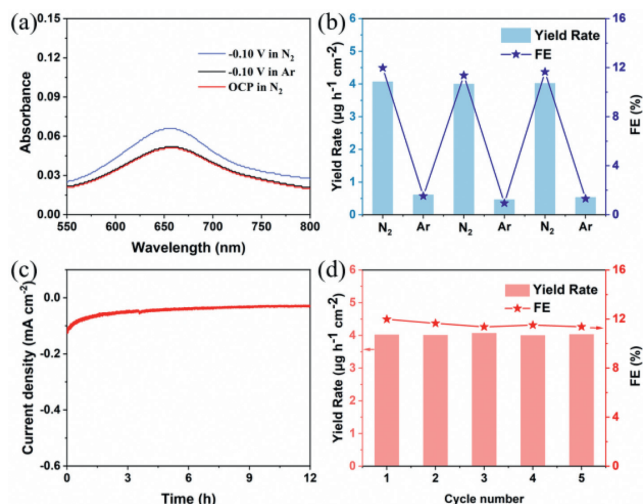 (a)
0.15
0.12
0.09
0.06
0.03
0.00
Absorbance
-0.10 V in N₂
-0.10 V in Ar
OCP in N₂
550 600 650 700 750 800
Wavelength (nm)
(b)
6
5
4
3
2
1
0
Yield Rate (μg h⁻¹ cm⁻²)
Yield Rate
FE
16
12
8
4
0
FE (%)
N₂ Ar N₂ Ar N₂ Ar
(c)
0.0
-0.2
-0.4
-0.6
Current density (mA cm⁻²)
0 3 6 9 12
Time (h)
(d)
6
5
4
3
2
1
0
Yield Rate (μg h⁻¹ cm⁻²)
Yield Rate
FE
16
12
8
4
0
FE (%)
1 2 3 4 5
Cycle number